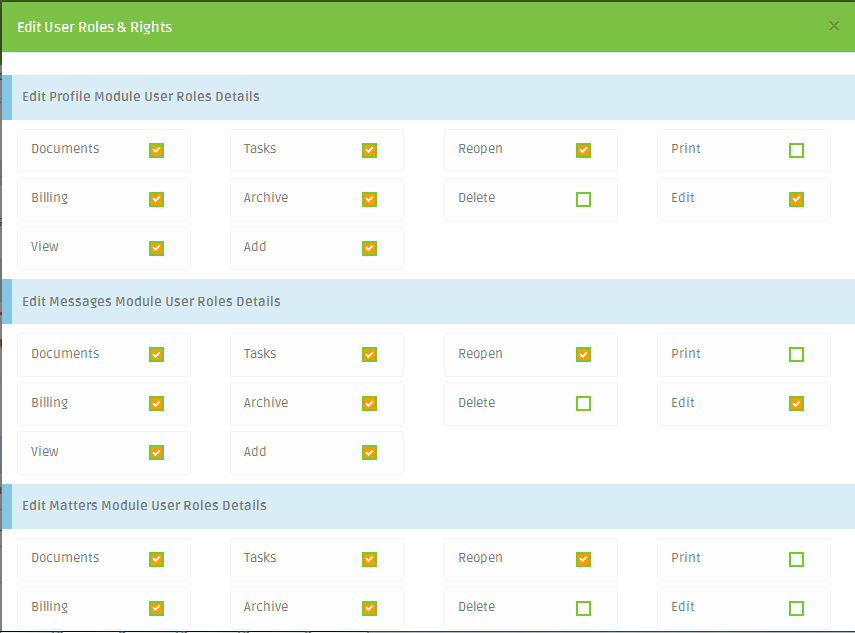 Edit User Roles & Rights
Edit Profile Module User Roles Details
Documents Tasks Reopen Print
Billing Archive Delete Edit
View Add
Edit Messages Module User Roles Details
Documents Tasks Reopen Print
Billing Archive Delete Edit
View Add
Edit Matters Module User Roles Details
Documents Tasks Reopen Print
Billing Archive Delete Edit